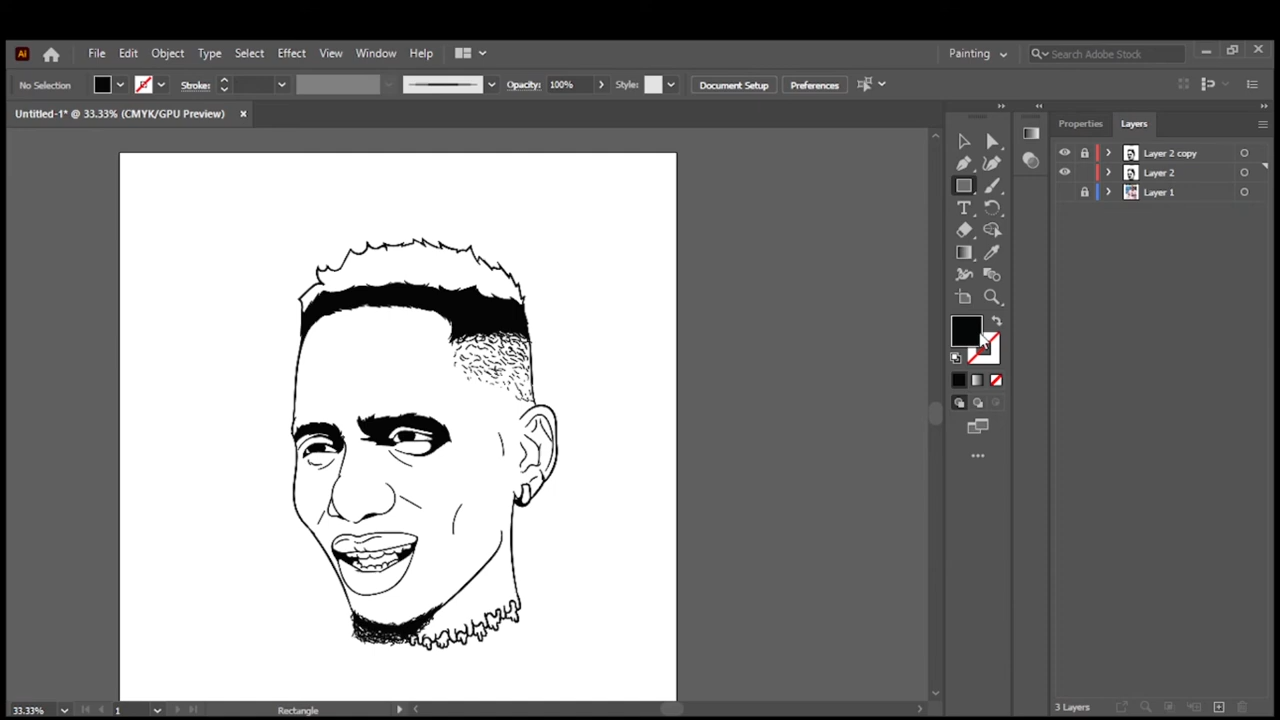 Ai File Edit Object Type Select Effect View Window Help Painting Search Adobe Stock
No Selection Stroke: Opacity: 100% Style: Document Setup Preferences
Untitled-1* @ 33.33% (CMYK/GPU Preview) Properties Layers
Layer 2 copy
Layer 2
Layer 1
33.33% 1 Rectangle 3 Layers